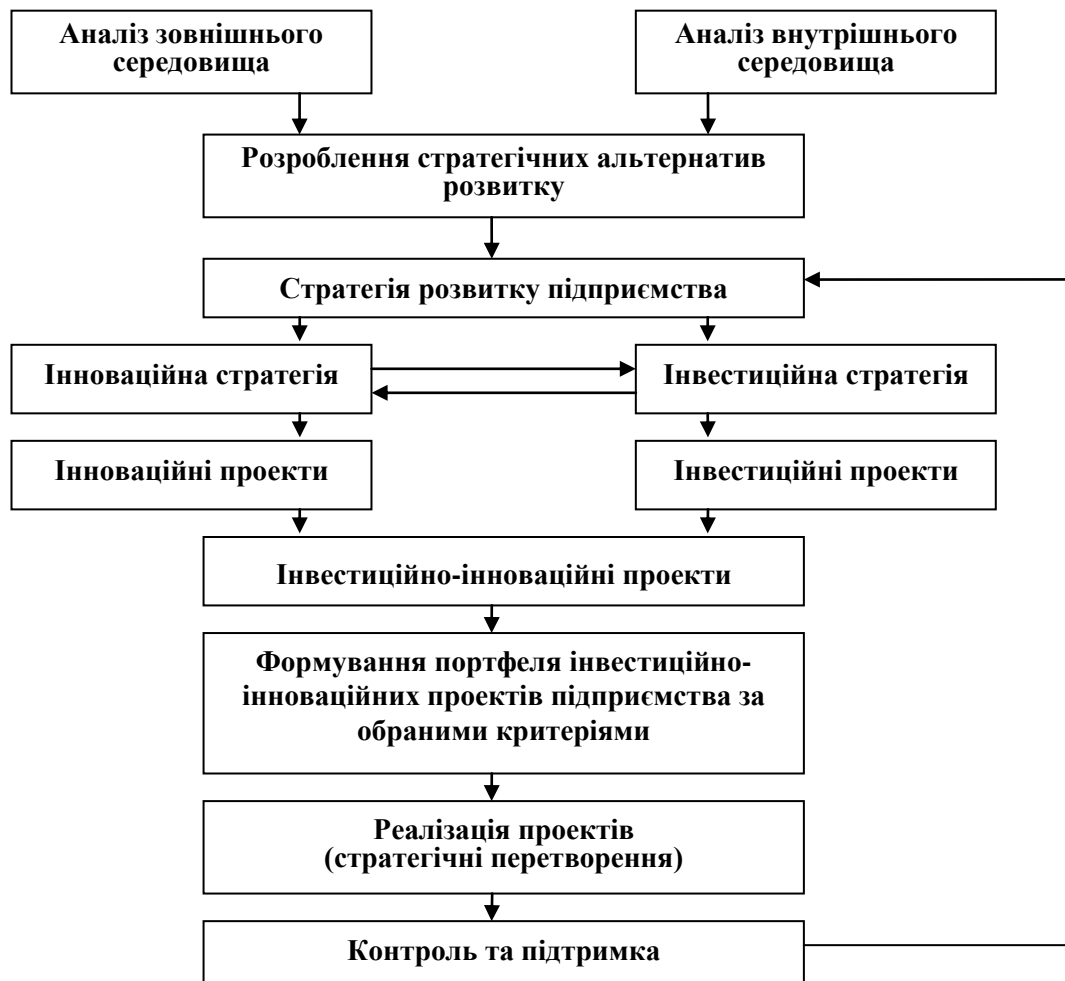 Аналіз зовнішнього
середовища
Аналіз внутрішнього
середовища
Розроблення стратегічних альтернатив
розвитку
Стратегія розвитку підприємства
Інноваційна стратегія
Інвестиційна стратегія
Інноваційні проекти
Інвестиційні проекти
Інвестиційно-інноваційні проекти
Формування портфеля інвестиційно-
інноваційних проектів підприємства за
обраними критеріями
Реалізація проектів
(стратегічні перетворення)
Контроль та підтримка